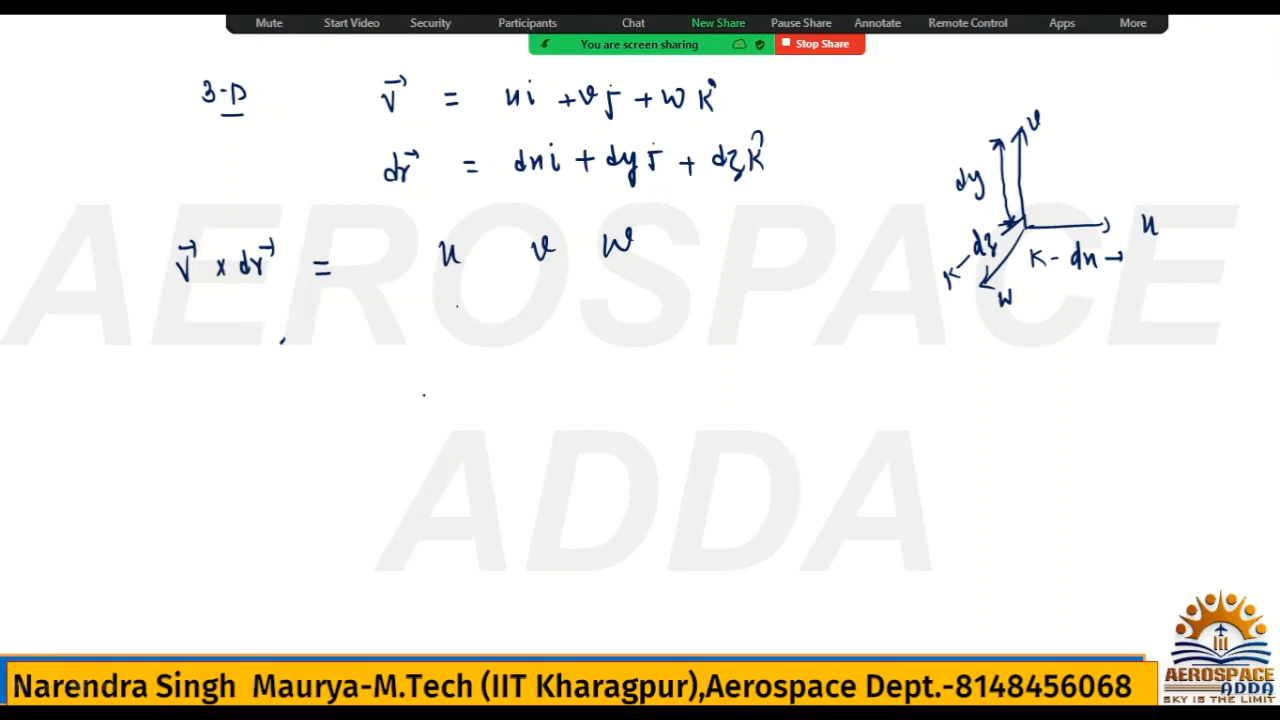 Mute Start Video Security Participants Chat New Share Pause Share Annotate Remote Control Apps More
You are screen sharing Stop Share
3-D V⃗ = ui + vj + wk̂
dr⃗ = dxi + dyj + dzk̂
V⃗ × dr⃗ = u v w
v
dy
u
dz
dx
w
AEROSPACE
ADDA
Narendra Singh Maurya-M.Tech (IIT Kharagpur),Aerospace Dept.-8148456068
AEROSPACE
ADDA
SKY IS THE LIMIT